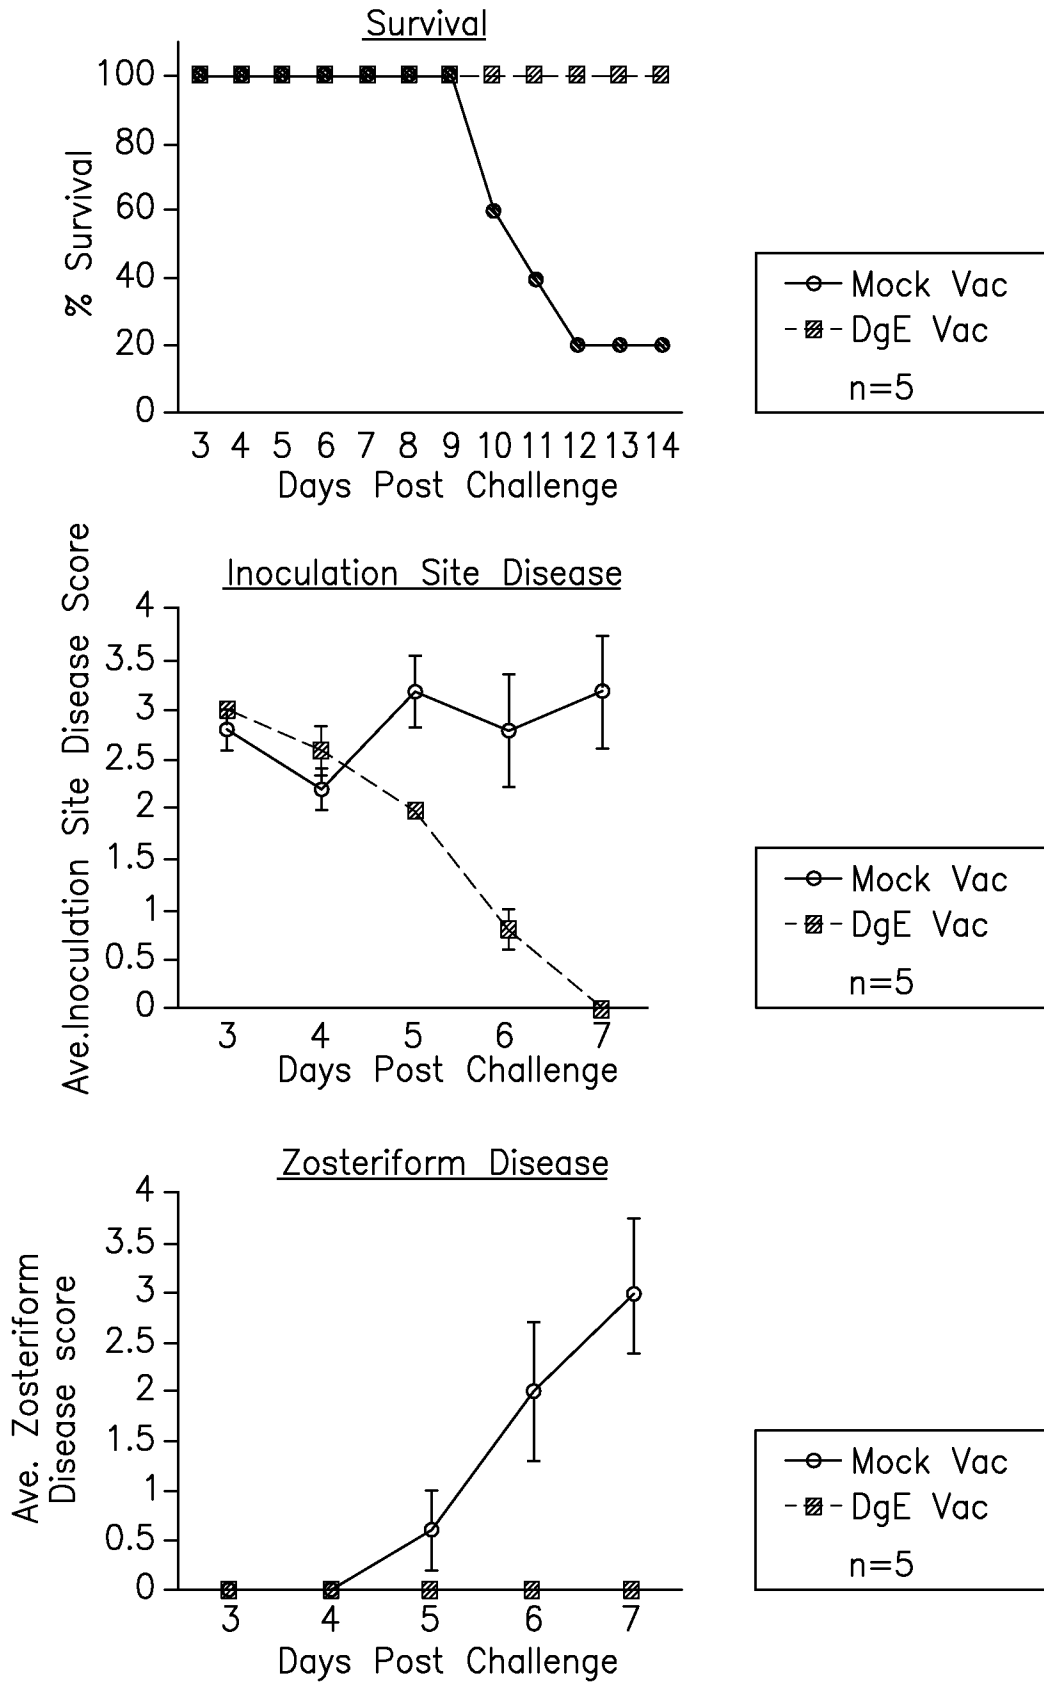 Survival
% Survival
100
80
60
40
20
0
3 4 5 6 7 8 9 10 11 12 13 14
Days Post Challenge
Mock Vac
DgE Vac
n=5
Inoculation Site Disease
Ave.Inoculation Site Disease Score
4
3.5
3
2.5
2
1.5
1
0.5
0
3 4 5 6 7
Days Post Challenge
Mock Vac
DgE Vac
n=5
Zosteriform Disease
Ave. Zosteriform
Disease score
4
3.5
3
2.5
2
1.5
1
0.5
0
3 4 5 6 7
Days Post Challenge
Mock Vac
DgE Vac
n=5